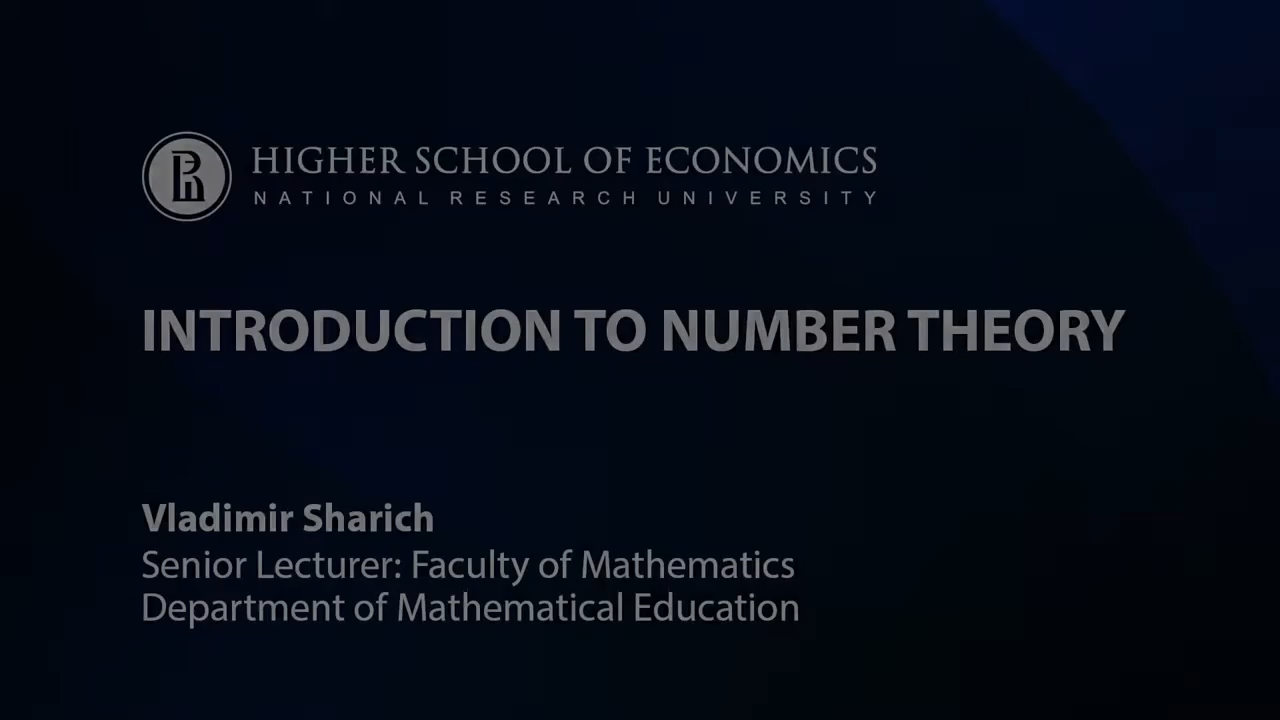 HIGHER SCHOOL OF ECONOMICS
NATIONAL RESEARCH UNIVERSITY
INTRODUCTION TO NUMBER THEORY
Vladimir Sharich
Senior Lecturer: Faculty of Mathematics
Department of Mathematical Education